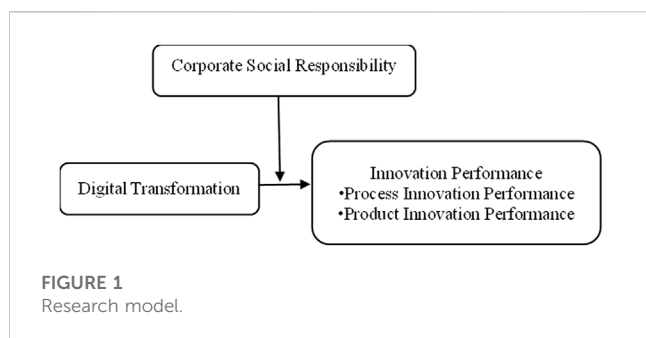 Corporate Social Responsibility
Digital Transformation
Innovation Performance
•Process Innovation Performance
•Product Innovation Performance
FIGURE 1
Research model.